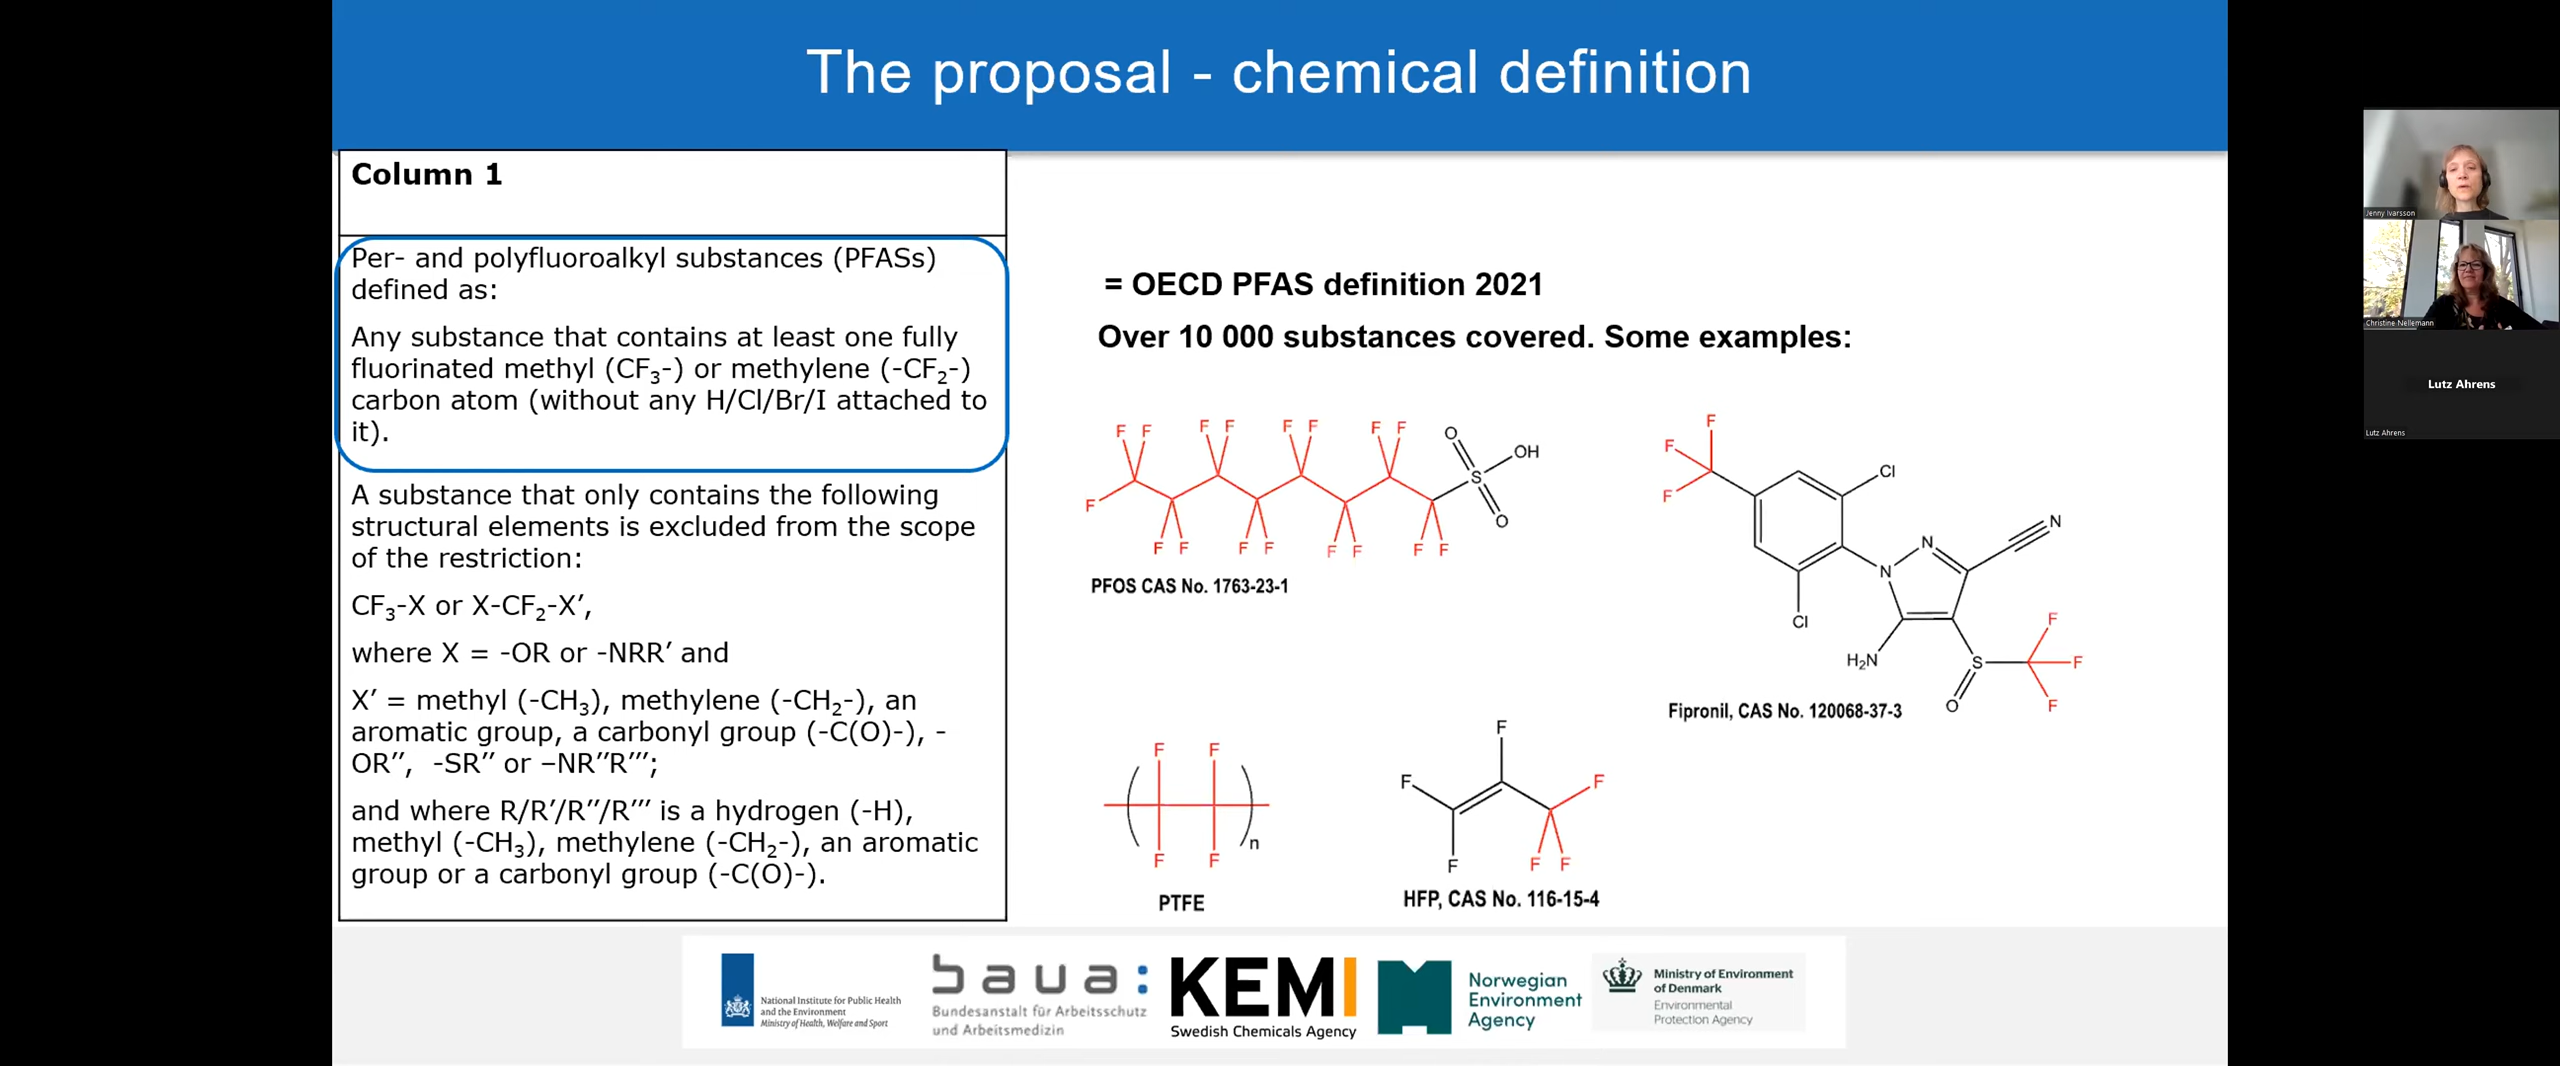 The proposal - chemical definition
Column 1
Per- and polyfluoroalkyl substances (PFASs)
defined as:
Any substance that contains at least one fully
fluorinated methyl (CF3-) or methylene (-CF2-)
carbon atom (without any H/Cl/Br/I attached to
it).
A substance that only contains the following
structural elements is excluded from the scope
of the restriction:
CF3-X or X-CF2-X′,
where X = -OR or -NRR′ and
X′ = methyl (-CH3), methylene (-CH2-), an
aromatic group, a carbonyl group (-C(O)-), -
OR′′, -SR′′ or –NR′′R′′′;
and where R/R′/R′′/R′′′ is a hydrogen (-H),
methyl (-CH3), methylene (-CH2-), an aromatic
group or a carbonyl group (-C(O)-).
= OECD PFAS definition 2021
Over 10 000 substances covered. Some examples:
F F F F F F F F
F
F F F F F F F F
O
S
OH
O
PFOS CAS No. 1763-23-1
F
F
F
Cl
Cl
N
N
N
H2N
S
O
F
F
F
Fipronil, CAS No. 120068-37-3
F F
F F
n
PTFE
F
F
F
F
F F
HFP, CAS No. 116-15-4
National Institute for Public Health
and the Environment
Ministry of Health, Welfare and Sport
baua:
Bundesanstalt für Arbeitsschutz
und Arbeitsmedizin
KEMI
Swedish Chemicals Agency
Norwegian
Environment
Agency
Ministry of Environment
of Denmark
Environmental
Protection Agency
Jenny Ivarsson
Christine Nellemann
Lutz Ahrens
Lutz Ahrens